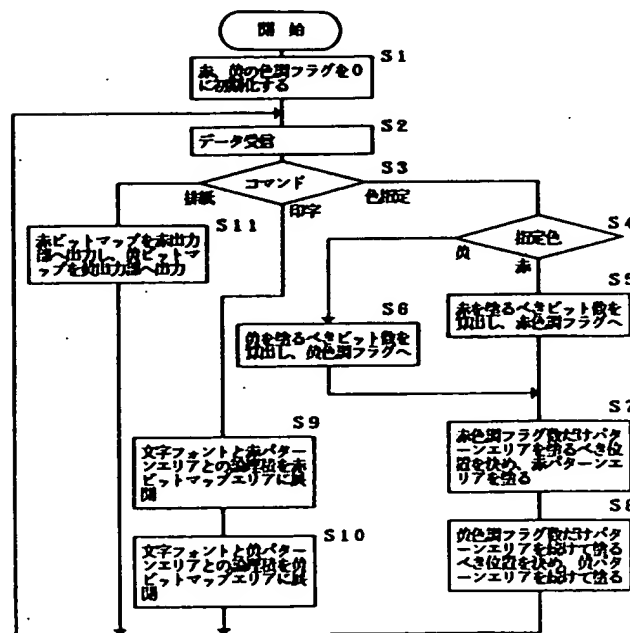 開始
S1
赤、黄の色調フラグを0
に初期化する
S2
データ受信
S3
コマンド
排紙
印字
色指定
S11
赤ビットマップを赤出力
部へ出力し、黄ビットマ
ップを黄出力部へ出力
S4
指定色
黄
赤
S5
赤を塗るべきビット数を
算出し、赤色調フラグへ
S6
黄を塗るべきビット数を
算出し、黄色調フラグへ
S7
赤色調フラグ数だけパタ
ーンエリアを塗るべき位
置を決め、赤パターンエ
リアを塗る
S8
黄色調フラグ数だけパタ
ーンエリアを続けて塗る
べき位置を決め、黄パタ
ーンエリアを続けて塗る
S9
文字フォントと赤パター
ンエリアとの論理積を赤
ビットマップエリアに展
開
S10
文字フォントと黄パター
ンエリアとの論理積を黄
ビットマップエリアに展
開